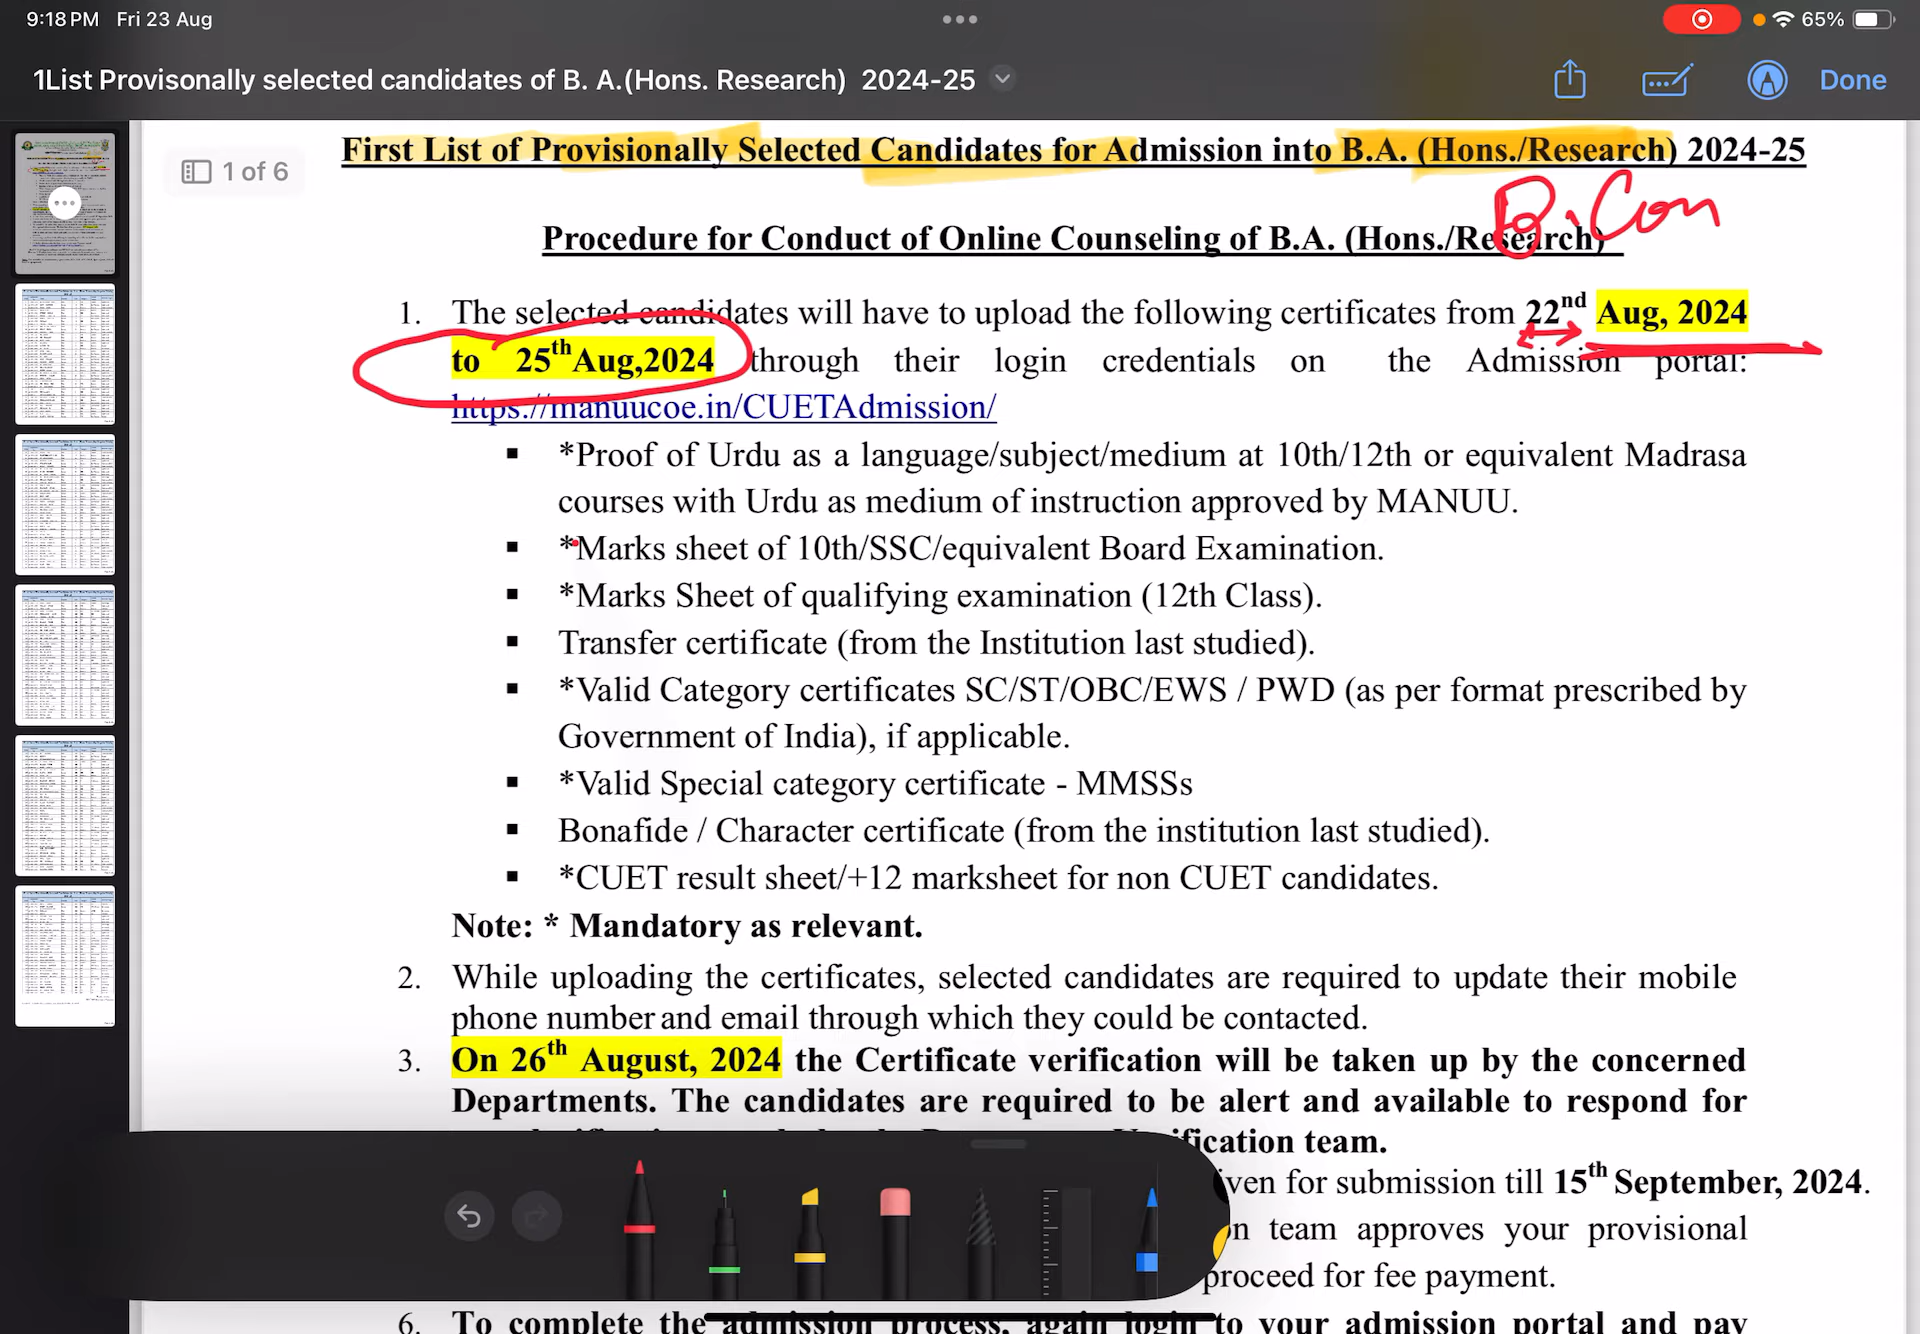 9:18 PM Fri 23 Aug
65%
1List Provisonally selected candidates of B. A.(Hons. Research) 2024-25
Done
1 of 6
First List of Provisionally Selected Candidates for Admission into B.A. (Hons./Research) 2024-25
B.Com
Procedure for Conduct of Online Counseling of B.A. (Hons./Research)
1. The selected candidates will have to upload the following certificates from 22nd Aug, 2024
to 25th Aug,2024 through their login credentials on the Admission portal:
https://manuucoe.in/CUETAdmission/
▪ *Proof of Urdu as a language/subject/medium at 10th/12th or equivalent Madrasa
courses with Urdu as medium of instruction approved by MANUU.
▪ *Marks sheet of 10th/SSC/equivalent Board Examination.
▪ *Marks Sheet of qualifying examination (12th Class).
▪ Transfer certificate (from the Institution last studied).
▪ *Valid Category certificates SC/ST/OBC/EWS / PWD (as per format prescribed by
Government of India), if applicable.
▪ *Valid Special category certificate - MMSSs
▪ Bonafide / Character certificate (from the institution last studied).
▪ *CUET result sheet/+12 marksheet for non CUET candidates.
Note: * Mandatory as relevant.
2. While uploading the certificates, selected candidates are required to update their mobile
phone number and email through which they could be contacted.
3. On 26th August, 2024 the Certificate verification will be taken up by the concerned
Departments. The candidates are required to be alert and available to respond for
team.
for submission till 15th September, 2024.
team approves your provisional
proceed for fee payment.
6. To complete the admission process, again login to your admission portal and pay